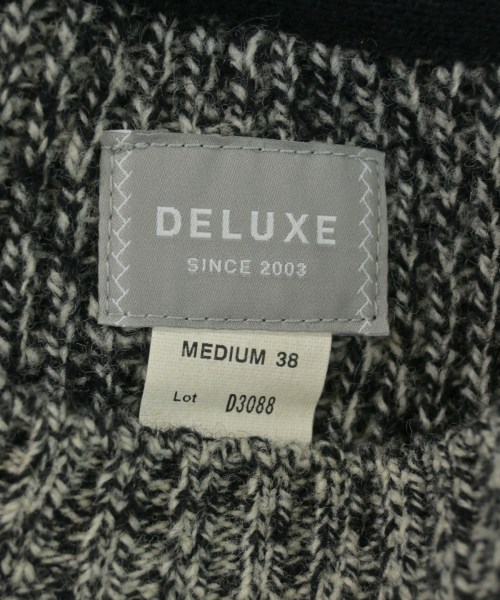 DELUXE
SINCE 2003
MEDIUM 38
Lot D3088